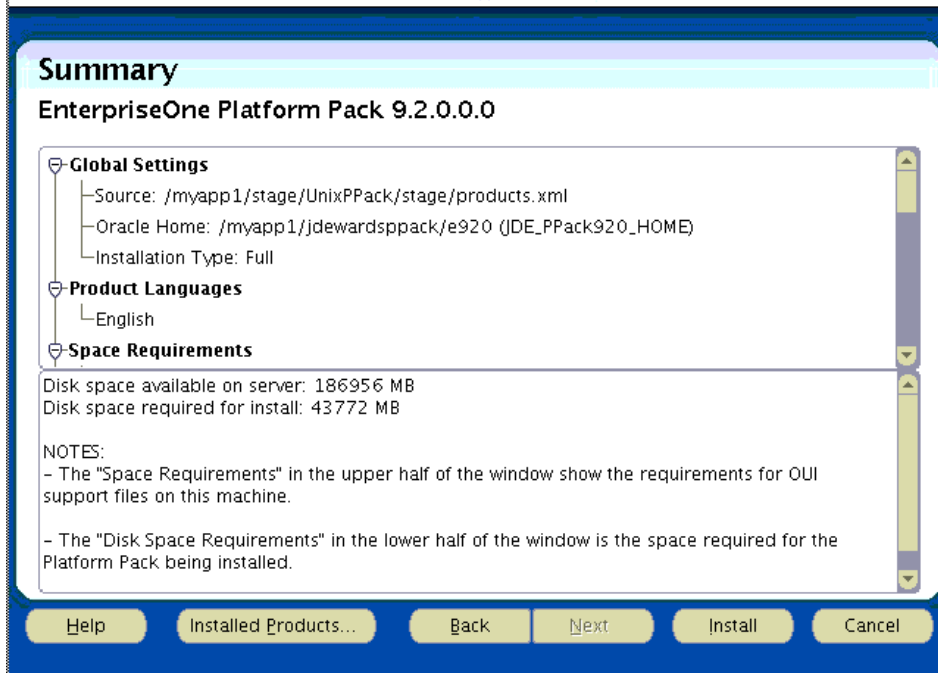 Summary
EnterpriseOne Platform Pack 9.2.0.0.0
Global Settings
Source: /myapp1/stage/UnixPPack/stage/products.xml
Oracle Home: /myapp1/jdewardsppack/e920 (JDE_PPack920_HOME)
Installation Type: Full
Product Languages
English
Space Requirements
Disk space available on server: 186956 MB
Disk space required for install: 43772 MB
NOTES:
- The "Space Requirements" in the upper half of the window show the requirements for OUI
support files on this machine.
- The "Disk Space Requirements" in the lower half of the window is the space required for the
Platform Pack being installed.
Help Installed Products... Back Next Install Cancel